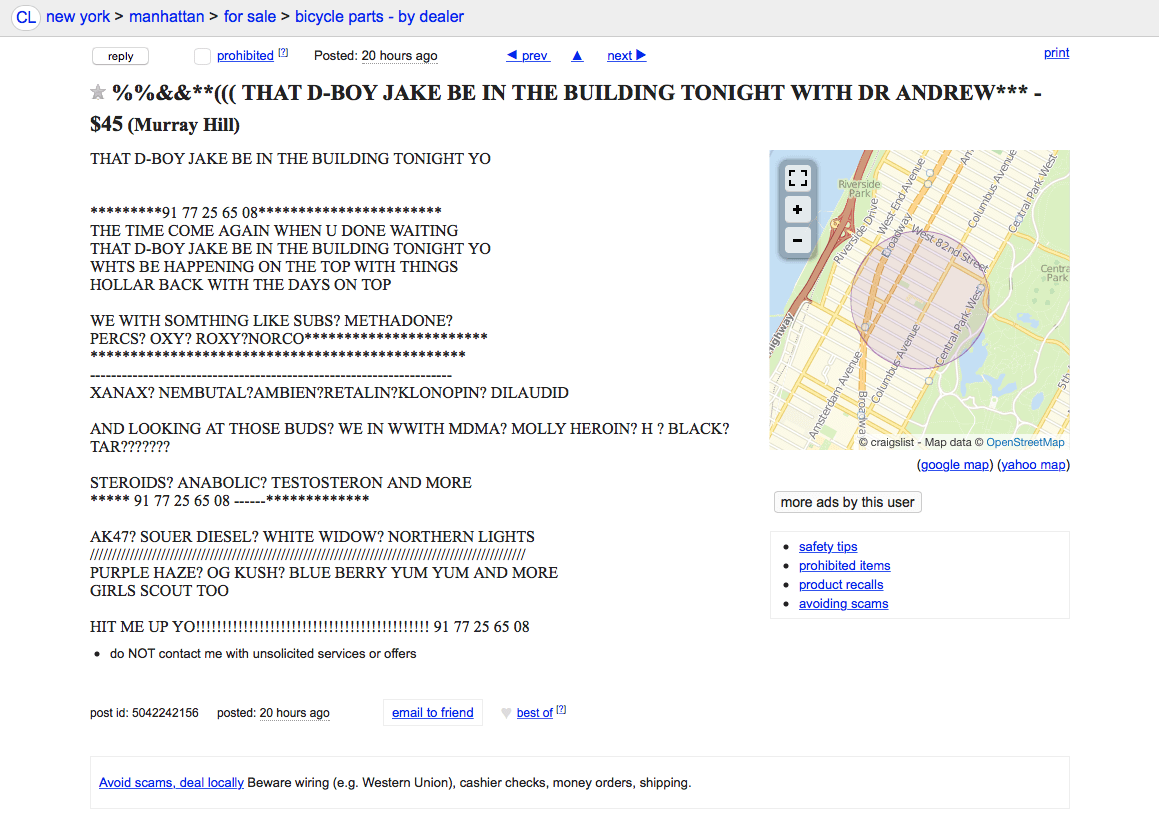 CL new york > manhattan > for sale > bicycle parts - by dealer
reply prohibited [?] Posted: 20 hours ago ◀ prev ▲ next ▶ print
%%&&**((( THAT D-BOY JAKE BE IN THE BUILDING TONIGHT WITH DR ANDREW*** -
$45 (Murray Hill)
THAT D-BOY JAKE BE IN THE BUILDING TONIGHT YO
*********91 77 25 65 08***********************
THE TIME COME AGAIN WHEN U DONE WAITING
THAT D-BOY JAKE BE IN THE BUILDING TONIGHT YO
WHTS BE HAPPENING ON THE TOP WITH THINGS
HOLLAR BACK WITH THE DAYS ON TOP
WE WITH SOMTHING LIKE SUBS? METHADONE?
PERCS? OXY? ROXY?NORCO***********************
***********************************************
---------------------------------------------------------------------
XANAX? NEMBUTAL?AMBIEN?RETALIN?KLONOPIN? DILAUDID
AND LOOKING AT THOSE BUDS? WE IN WWITH MDMA? MOLLY HEROIN? H ? BLACK?
TAR???????
STEROIDS? ANABOLIC? TESTOSTERON AND MORE
***** 91 77 25 65 08 ------*************
AK47? SOUER DIESEL? WHITE WIDOW? NORTHERN LIGHTS
//////////////////////////////////////////////////////////////////////////////////////////////////
PURPLE HAZE? OG KUSH? BLUE BERRY YUM YUM AND MORE
GIRLS SCOUT TOO
HIT ME UP YO!!!!!!!!!!!!!!!!!!!!!!!!!!!!!!!!!!!!!!!!!!!! 91 77 25 65 08
do NOT contact me with unsolicited services or offers
Riverside
Park
Riverside Drive
West End Avenue
Broadway
Am
Columbus Avenue
Central Park West
West 82nd Street
Centra
Park
Central Park West
Columbus Avenue
Amsterdam Avenue
Broadwa
ighway
5th
+
-
© craigslist - Map data © OpenStreetMap
(google map) (yahoo map)
more ads by this user
safety tips
prohibited items
product recalls
avoiding scams
post id: 5042242156 posted: 20 hours ago email to friend ♥ best of [?]
Avoid scams, deal locally Beware wiring (e.g. Western Union), cashier checks, money orders, shipping.